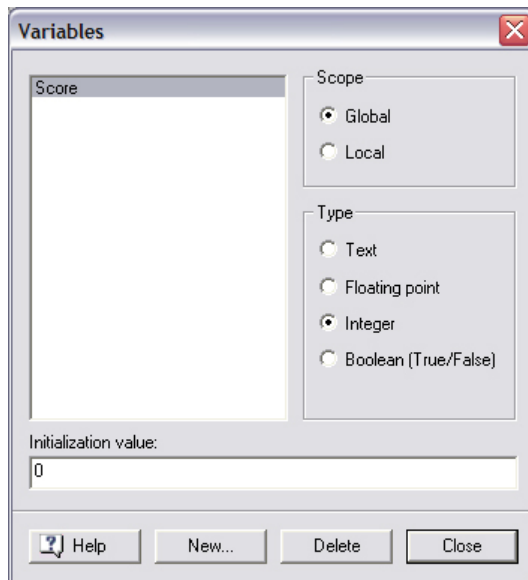 Variables
Score
Scope
Global
Local
Type
Text
Floating point
Integer
Boolean (True/False)
Initialization value:
0
Help
New...
Delete
Close